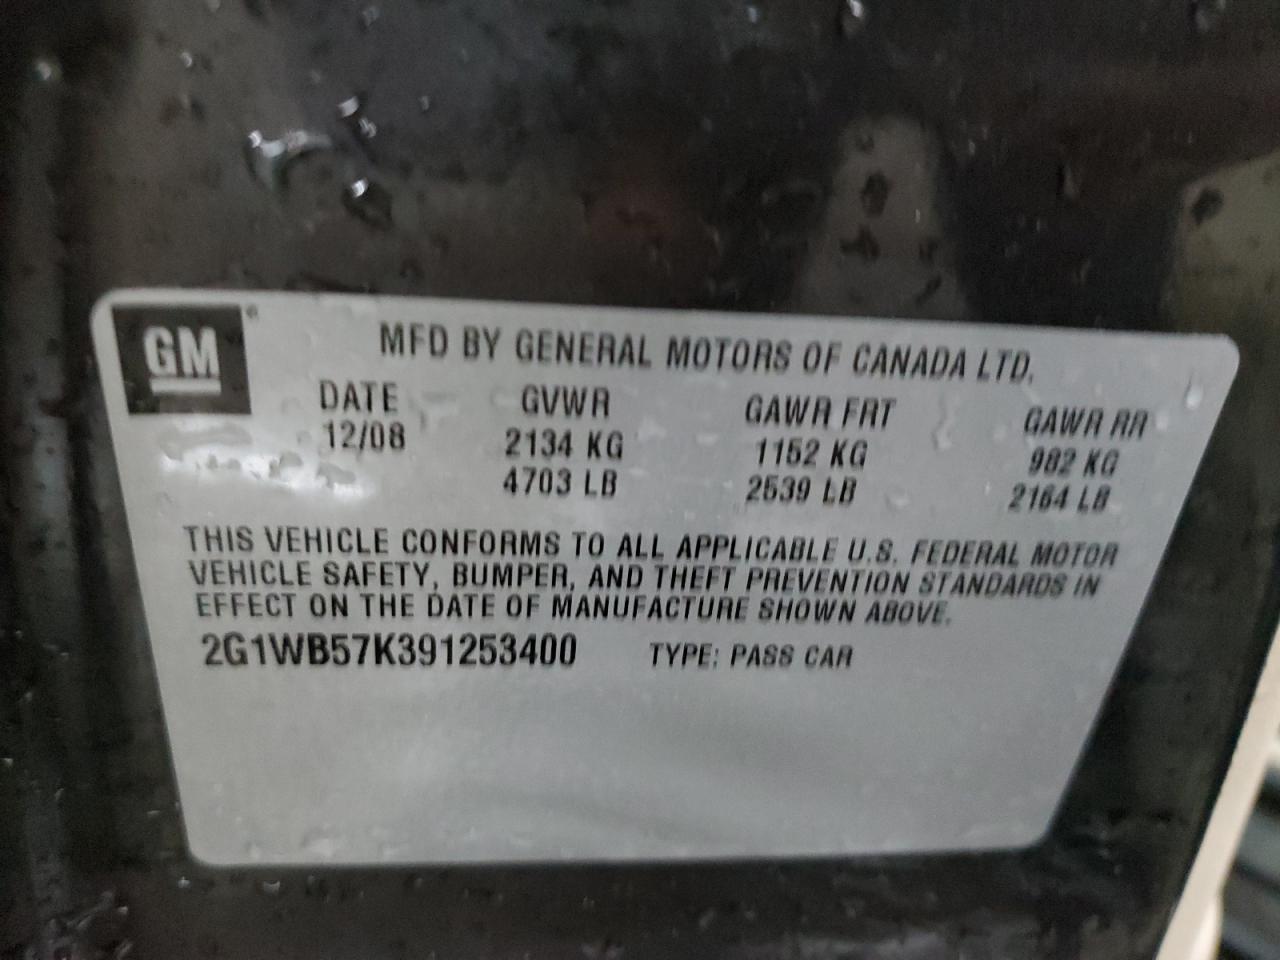 GM
MFD BY GENERAL MOTORS OF CANADA LTD.
DATE GVWR GAWR FRT GAWR RR
12/08 2134 KG 1152 KG 982 KG
4703 LB 2539 LB 2164 LB
THIS VEHICLE CONFORMS TO ALL APPLICABLE U.S. FEDERAL MOTOR
VEHICLE SAFETY, BUMPER, AND THEFT PREVENTION STANDARDS IN
EFFECT ON THE DATE OF MANUFACTURE SHOWN ABOVE.
2G1WB57K391253400 TYPE: PASS CAR